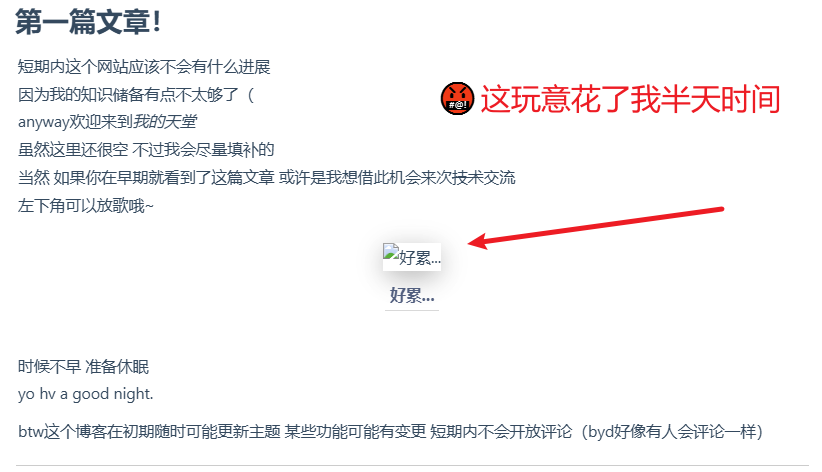 第一篇文章！
短期内这个网站应该不会有什么进展
因为我的知识储备有点不太够了（
#@!
这玩意花了我半天时间
anyway欢迎来到我的天堂
虽然这里还很空 不过我会尽量填补的
当然 如果你在早期就看到了这篇文章 或许是我想借此机会来次技术交流
左下角可以放歌哦~
好累...
好累...
时候不早 准备休眠
yo hv a good night.
btw这个博客在初期随时可能更新主题 某些功能可能有变更 短期内不会开放评论（byd好像有人会评论一样）